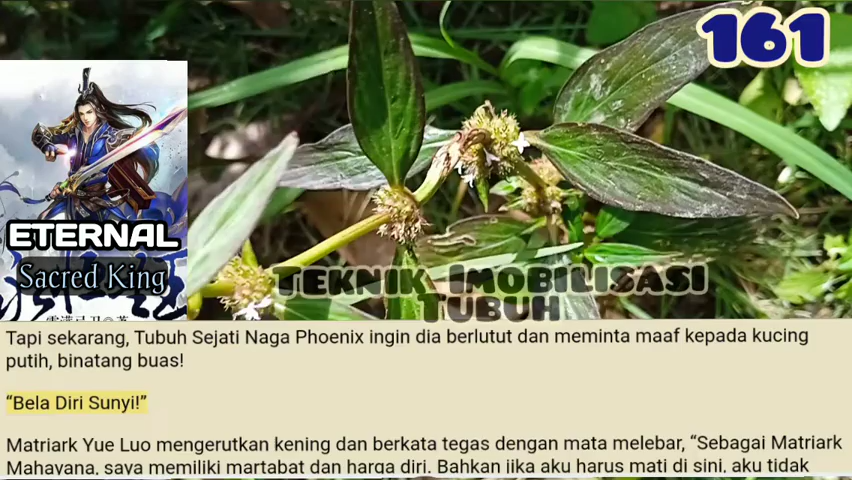 161
ETERNAL
Sacred King
TEKNIK IMOBILISASI
TUBUH
Tapi sekarang, Tubuh Sejati Naga Phoenix ingin dia berlutut dan meminta maaf kepada kucing
putih, binatang buas!
“Bela Diri Sunyi!”
Matriark Yue Luo mengerutkan kening dan berkata tegas dengan mata melebar, “Sebagai Matriark
Mahayana, saya memiliki martabat dan harga diri. Bahkan jika aku harus mati di sini, aku tidak